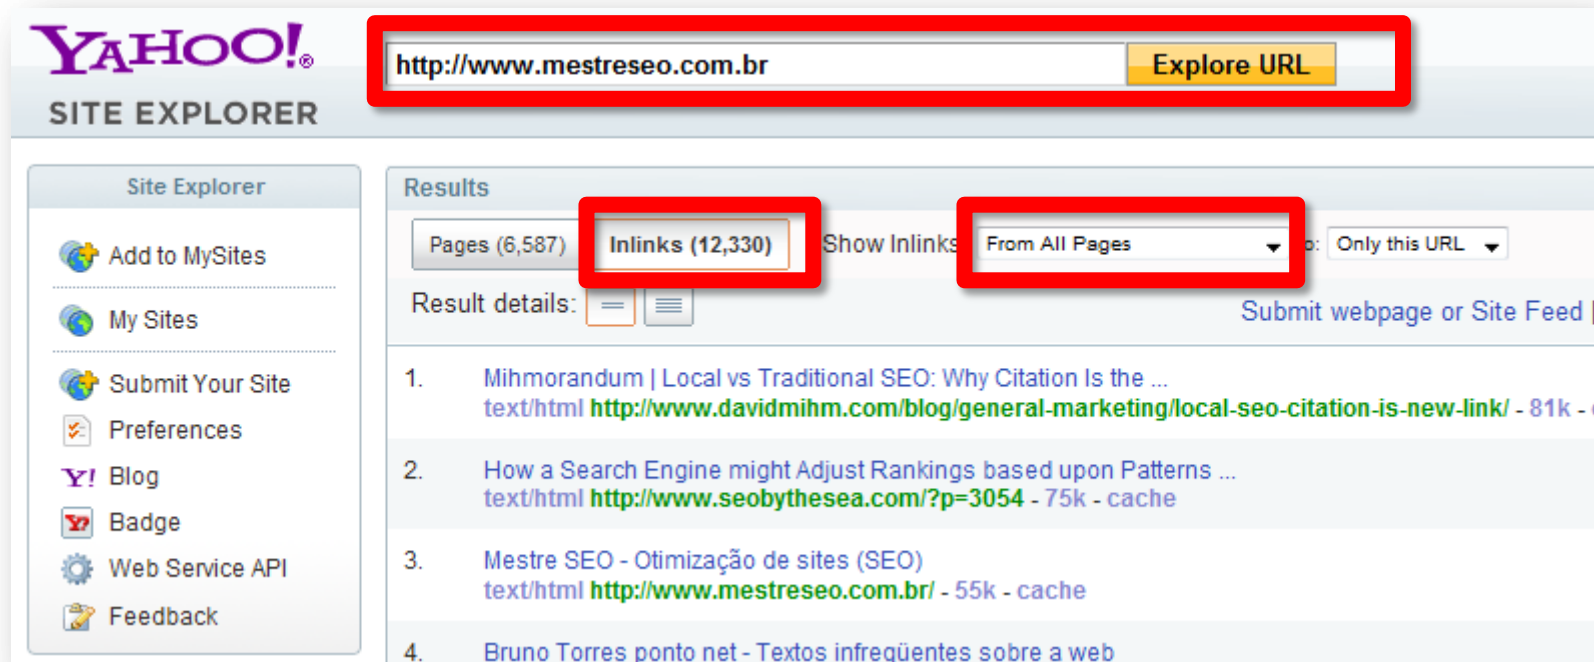 YAHOO!®
SITE EXPLORER
http://www.mestreseo.com.br Explore URL
Site Explorer
Add to MySites
My Sites
Submit Your Site
Preferences
Y! Blog
Badge
Web Service API
Feedback
Results
Pages (6,587) Inlinks (12,330) Show Inlinks From All Pages Only this URL
Result details:
Submit webpage or Site Feed |
1. Mihmorandum | Local vs Traditional SEO: Why Citation Is the ...
text/html http://www.davidmihm.com/blog/general-marketing/local-seo-citation-is-new-link/ - 81k -
2. How a Search Engine might Adjust Rankings based upon Patterns ...
text/html http://www.seobythesea.com/?p=3054 - 75k - cache
3. Mestre SEO - Otimização de sites (SEO)
text/html http://www.mestreseo.com.br/ - 55k - cache
4. Bruno Torres ponto net - Textos infreqüentes sobre a web